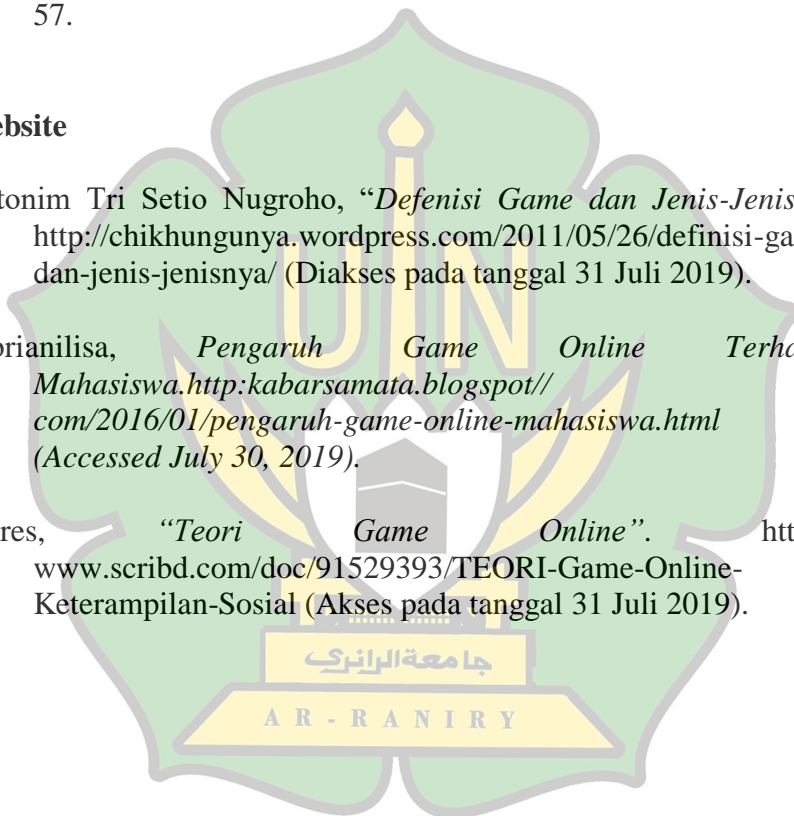 57.
ebsite
tonim Tri Setio Nugroho, “Defenisi Game dan Jenis-Jenis
http://chikhungunya.wordpress.com/2011/05/26/definisi-ga
dan-jenis-jenisnya/ (Diakses pada tanggal 31 Juli 2019).
orianilisa, Pengaruh Game Online Terha
Mahasiswa.http:kabarsamata.blogspot//
com/2016/01/pengaruh-game-online-mahasiswa.html
(Accessed July 30, 2019).
res, “Teori Game Online”. htt
www.scribd.com/doc/91529393/TEORI-Game-Online-
Keterampilan-Sosial (Akses pada tanggal 31 Juli 2019).
UIN
جامعةالرانري
AR-RANIRY